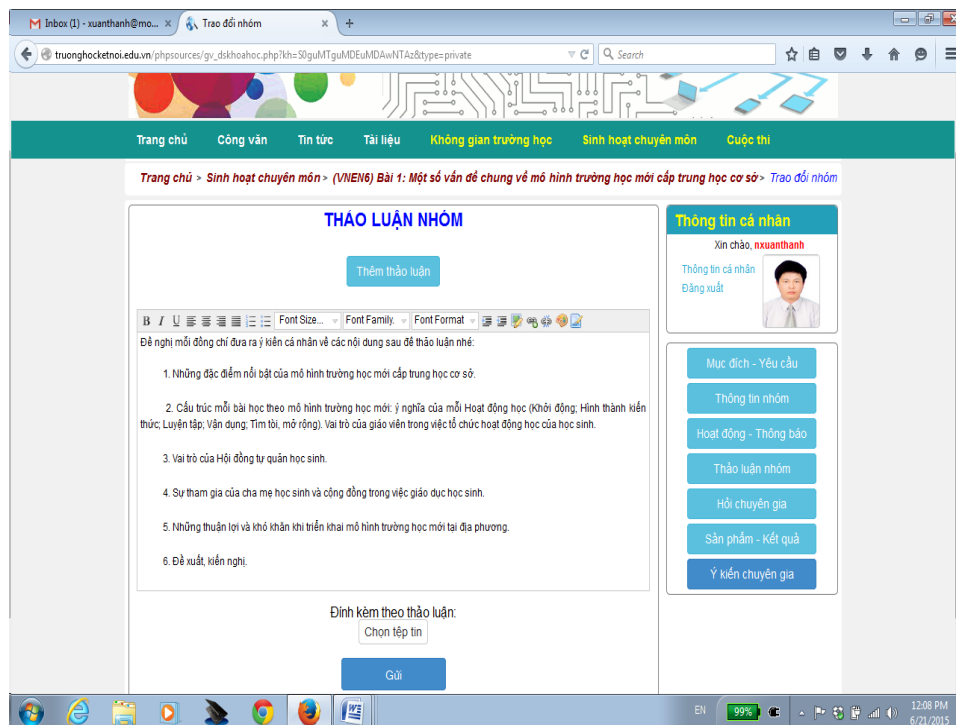 Inbox (1) - xuanthanh@mo...
Trao đổi nhóm
truonghocketnoi.edu.vn/phpsources/gv_dskhoahoc.php?kh=S0guMTguMDEuMDAwNTAz&type=private
Search
Trang chủ Công văn Tin tức Tài liệu Không gian trường học Sinh hoạt chuyên môn Cuộc thi
Trang chủ > Sinh hoạt chuyên môn > (VNEN6) Bài 1: Một số vấn đề chung về mô hình trường học mới cấp trung học cơ sở > Trao đổi nhóm
THẢO LUẬN NHÓM
Thêm thảo luận
B I U Font Size... Font Family. Font Format
Đề nghị mỗi đồng chí đưa ra ý kiến cá nhân về các nội dung sau để thảo luận nhé:
1. Những đặc điểm nổi bật của mô hình trường học mới cấp trung học cơ sở.
2. Cấu trúc mỗi bài học theo mô hình trường học mới: ý nghĩa của mỗi Hoạt động học (Khởi động; Hình thành kiến
thức; Luyện tập; Vận dụng; Tìm tòi, mở rộng). Vai trò của giáo viên trong việc tổ chức hoạt động học của học sinh.
3. Vai trò của Hội đồng tự quản học sinh.
4. Sự tham gia của cha mẹ học sinh và cộng đồng trong việc giáo dục học sinh.
5. Những thuận lợi và khó khăn khi triển khai mô hình trường học mới tại địa phương.
6. Đề xuất, kiến nghị.
Đính kèm theo thảo luận:
Chọn tệp tin
Gửi
Thông tin cá nhân
Xin chào, nxuanthanh
Thông tin cá nhân
Đăng xuất
Mục đích - Yêu cầu
Thông tin nhóm
Hoạt động - Thông báo
Thảo luận nhóm
Hỏi chuyên gia
Sản phẩm - Kết quả
Ý kiến chuyên gia
EN
99%
12:08 PM
6/21/2015